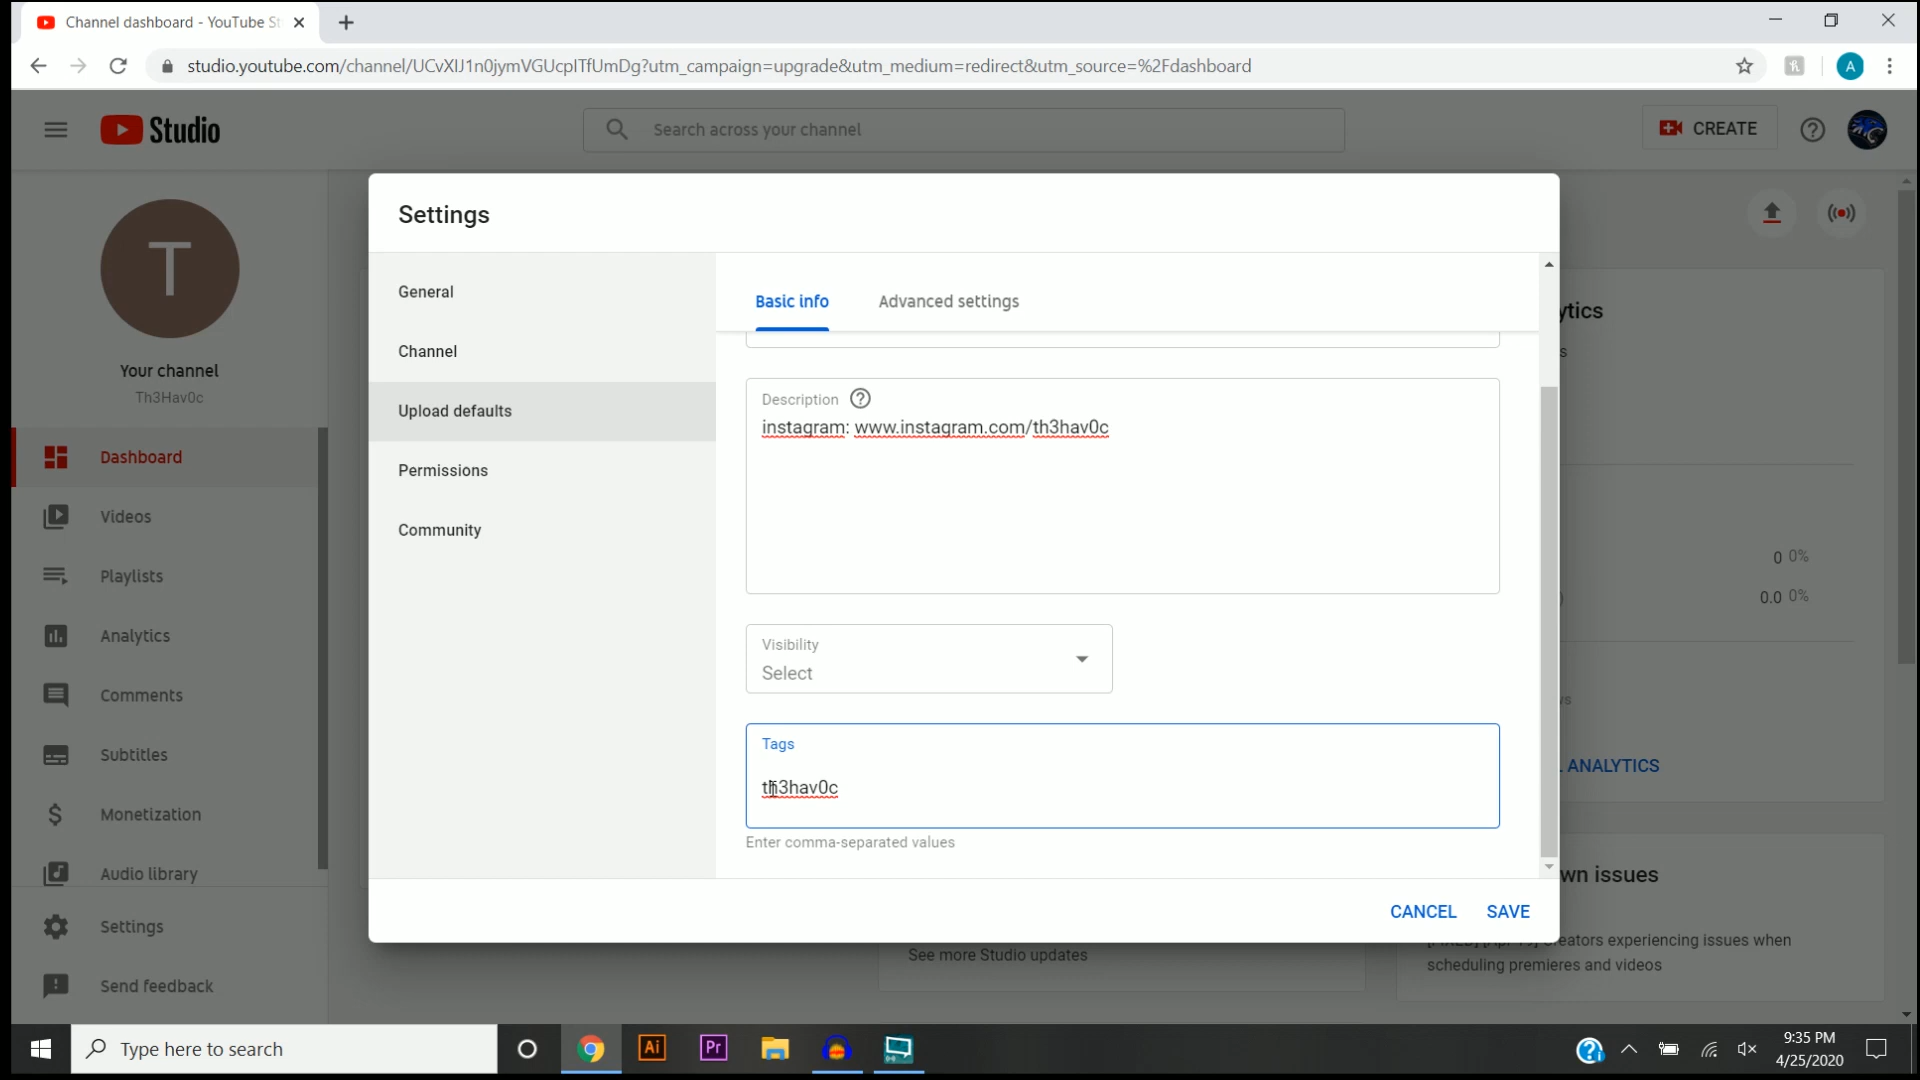 Channel dashboard - YouTube St
studio.youtube.com/channel/UCvXIJ1n0jymVGUcpITfUmDg?utm_campaign=upgrade&utm_medium=redirect&utm_source=%2Fdashboard
A
Studio
Search across your channel
CREATE
T
Your channel
Th3Hav0c
Dashboard
Videos
Playlists
Analytics
Comments
Subtitles
Monetization
Audio library
Settings
Send feedback
Settings
General
Channel
Upload defaults
Permissions
Community
Basic info
Advanced settings
Description
instagram: www.instagram.com/th3hav0c
Visibility
Select
Tags
th3hav0c
Enter comma-separated values
CANCEL
SAVE
ytics
s
0 0%
0.0 0%
ANALYTICS
wn issues
eators experiencing issues when
scheduling premieres and videos
See more Studio updates
Type here to search
Ai
Pr
9:35 PM
4/25/2020